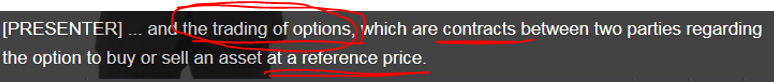 [PRESENTER] ... and the trading of options, which are contracts between two parties regarding
the option to buy or sell an asset at a reference price.